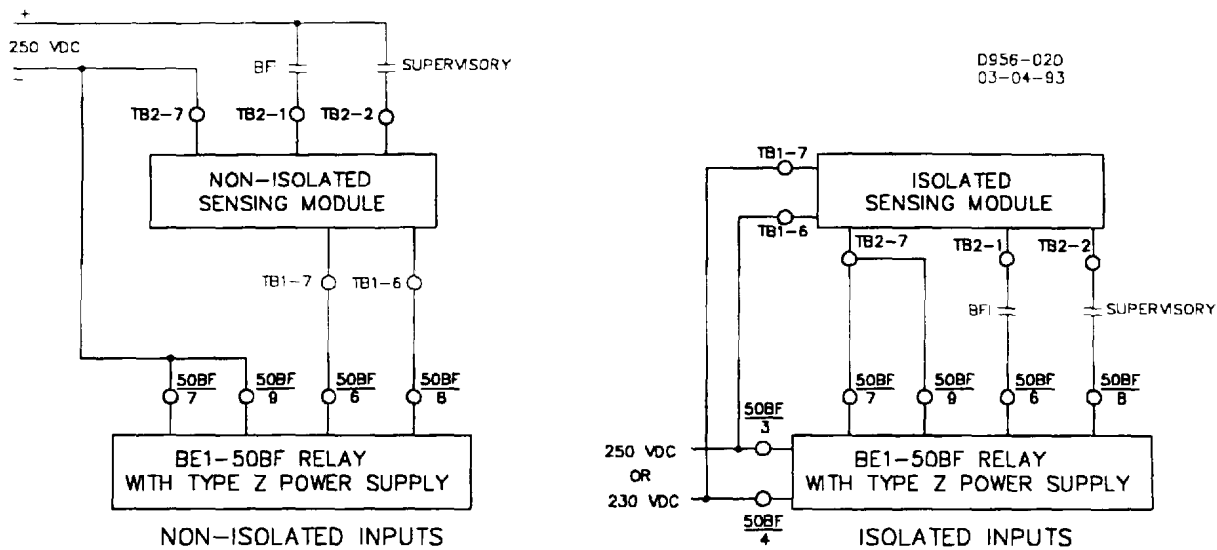 +
250 VDC
−
BFI
SUPERVISORY
TB2-7
TB2-1
TB2-2
NON-ISOLATED
SENSING MODULE
TB1-7
TB1-6
50BF
7
50BF
9
50BF
6
50BF
8
BE1-50BF RELAY
WITH TYPE Z POWER SUPPLY
NON-ISOLATED INPUTS
D956-020
03-04-93
TB1-7
ISOLATED
SENSING MODULE
TB1-6
TB2-7
TB2-1
TB2-2
BFI
SUPERVISORY
50BF
7
50BF
9
50BF
6
50BF
8
50BF
3
250 VDC
OR
230 VDC
50BF
4
BE1-50BF RELAY
WITH TYPE Z POWER SUPPLY
ISOLATED INPUTS